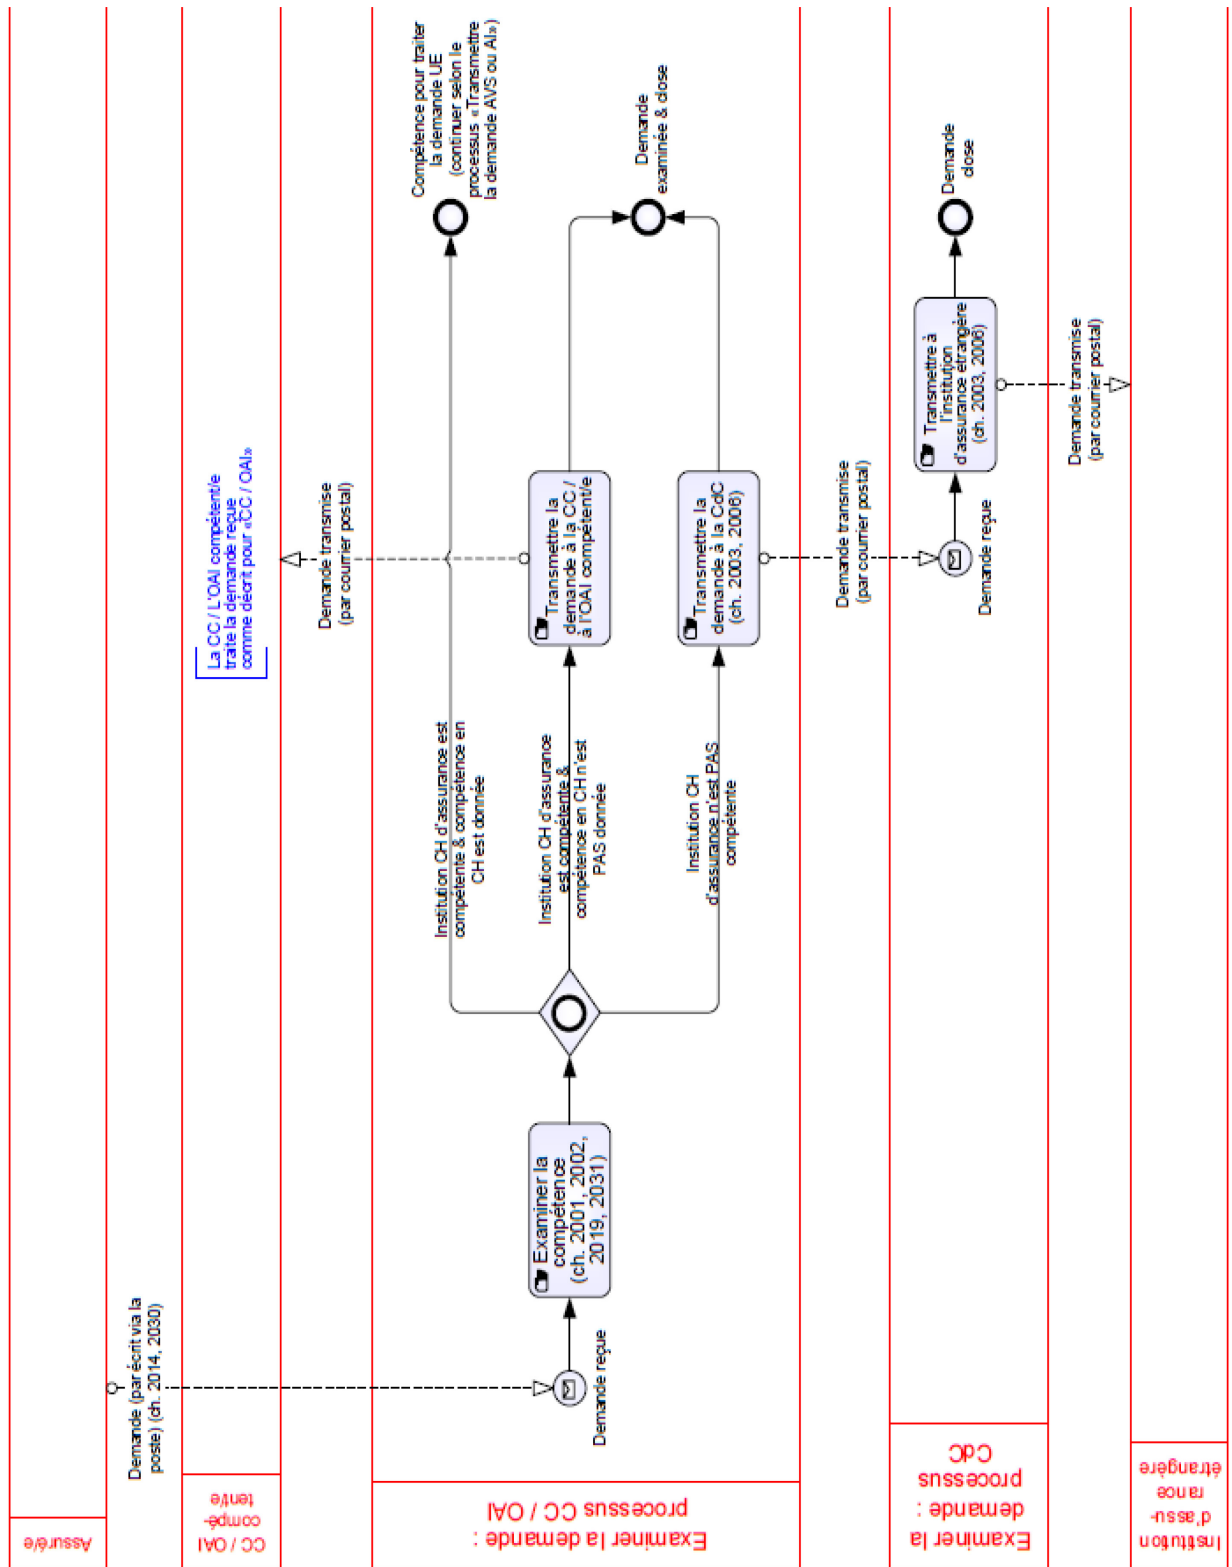 Assuré/e
Demande (par écrit via la
poste) (ch. 2014, 2030)
CC / OAI
compé-
tent/e
La CC / L'OAI compétent/e
traite la demande reçue
comme décrit pour «CC / OAI»
Demande transmise
(par courrier postal)
Examiner la demande :
processus CC / OAI
Demande reçue
Examiner la
compétence
(ch. 2001, 2002,
2019, 2031)
Institution CH d'assurance est
compétente & compétence en
CH est donnée
Compétence pour traiter
la demande UE
(continuer selon le
processus «Transmettre
la demande AVS ou AI»)
Institution CH d'assurance
est compétente &
compétence en CH n'est
PAS donnée
Transmettre la
demande à la CC /
à l'OAI compétent/e
Demande
examinée & close
Institution CH
d'assurance n'est PAS
compétente
Transmettre la
demande à la CdC
(ch. 2003, 2006)
Demande transmise
(par courrier postal)
Examiner la
demande :
processus
CdC
Demande reçue
Transmettre à
l'institution
d'assurance étrangère
(ch. 2003, 2006)
Demande
close
Demande transmise
(par courrier postal)
Institution
d'assu-
rance
étrangère